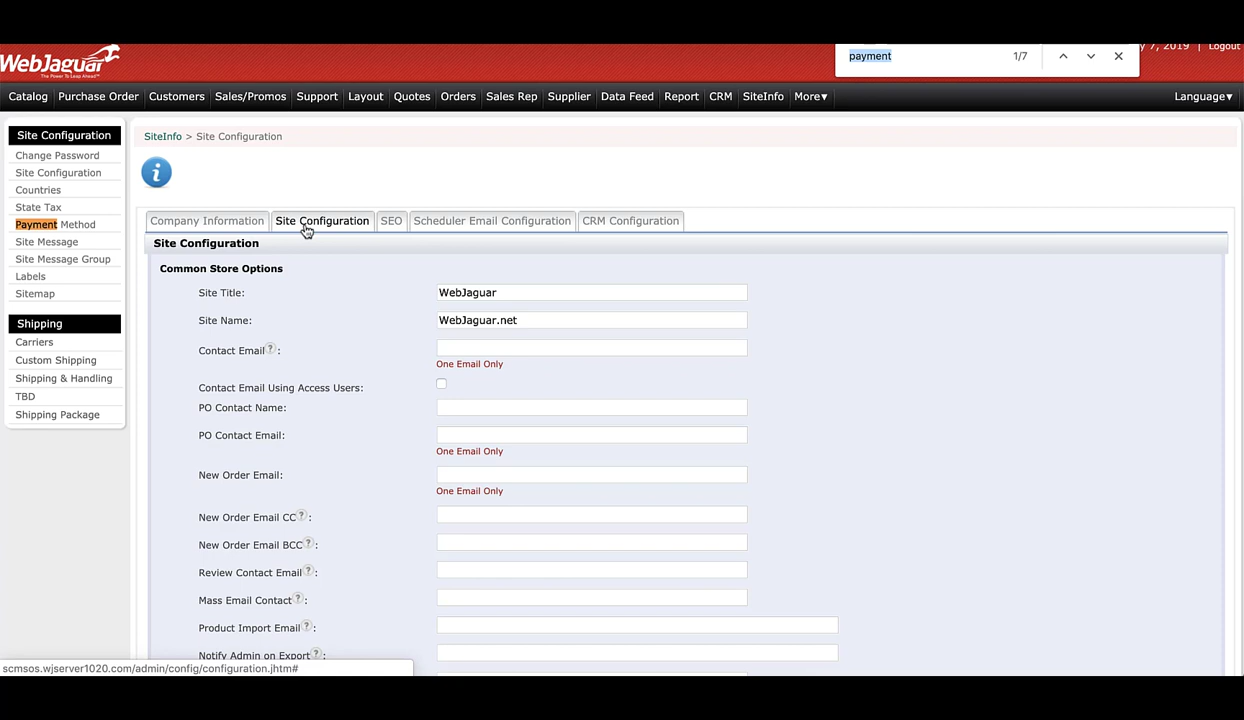 WebJaguar
The Power To Leap Ahead™
payment 1/7
y 7, 2019 | Logout
Catalog Purchase Order Customers Sales/Promos Support Layout Quotes Orders Sales Rep Supplier Data Feed Report CRM SiteInfo More▾ Language▾
Site Configuration
Change Password
Site Configuration
Countries
State Tax
Payment Method
Site Message
Site Message Group
Labels
Sitemap
Shipping
Carriers
Custom Shipping
Shipping & Handling
TBD
Shipping Package
SiteInfo > Site Configuration
i
Company Information Site Configuration SEO Scheduler Email Configuration CRM Configuration
Site Configuration
Common Store Options
Site Title: WebJaguar
Site Name: WebJaguar.net
Contact Email?:
One Email Only
Contact Email Using Access Users:
PO Contact Name:
PO Contact Email:
One Email Only
New Order Email:
One Email Only
New Order Email CC?:
New Order Email BCC?:
Review Contact Email?:
Mass Email Contact?:
Product Import Email?:
Notify Admin on Export?:
scmsos.wjserver1020.com/admin/config/configuration.jhtm#